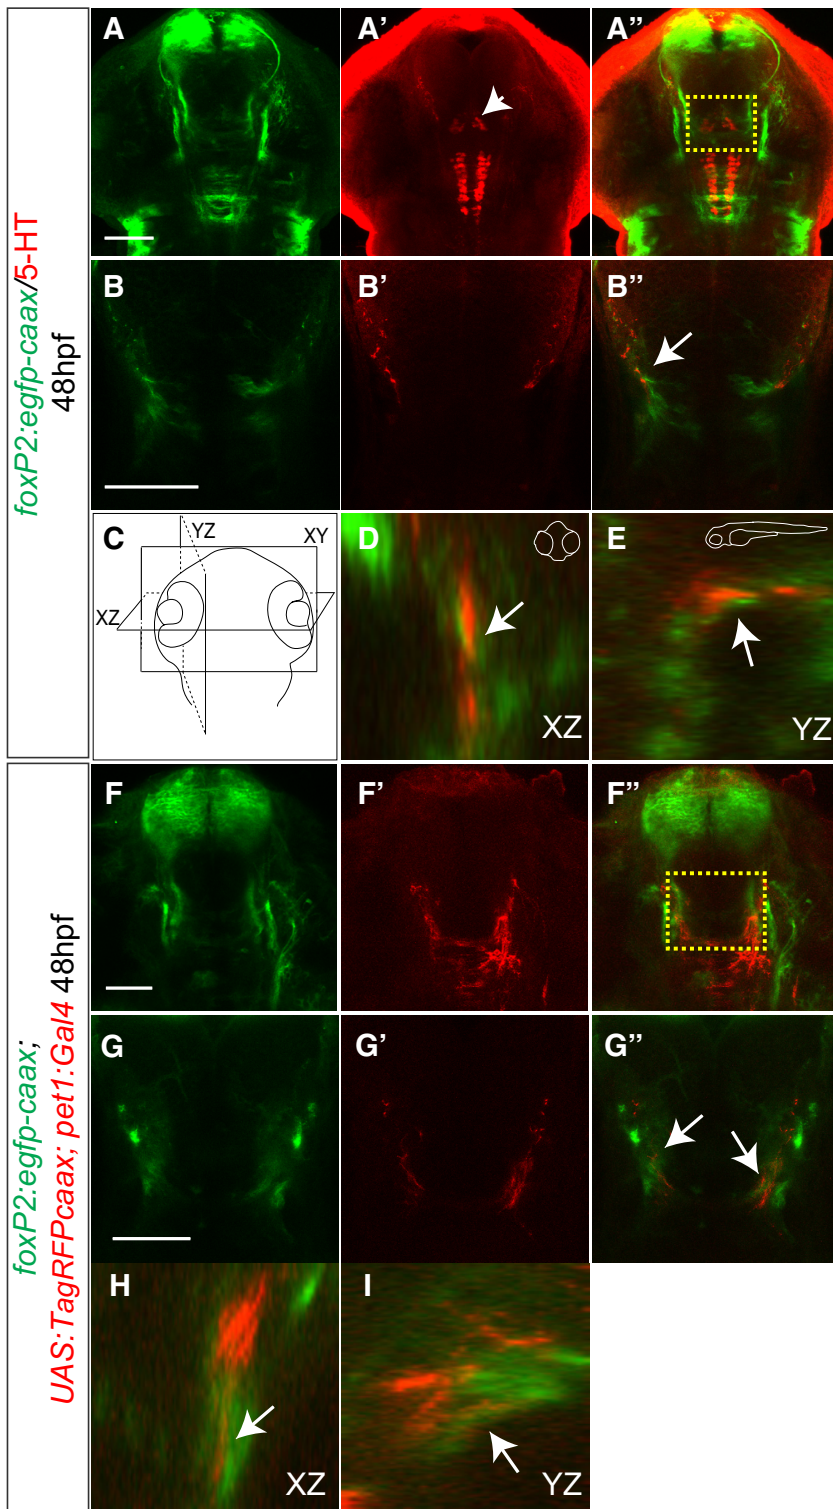 foxP2:egfp-caax/5-HT
48hpf
A
A'
A"
B
B'
B"
C
YZ
XY
XZ
D
XZ
E
YZ
foxP2:egfp-caax;
UAS:TagRFPcaax; pet1:Gal4 48hpf
F
F'
F"
G
G'
G"
H
XZ
I
YZ